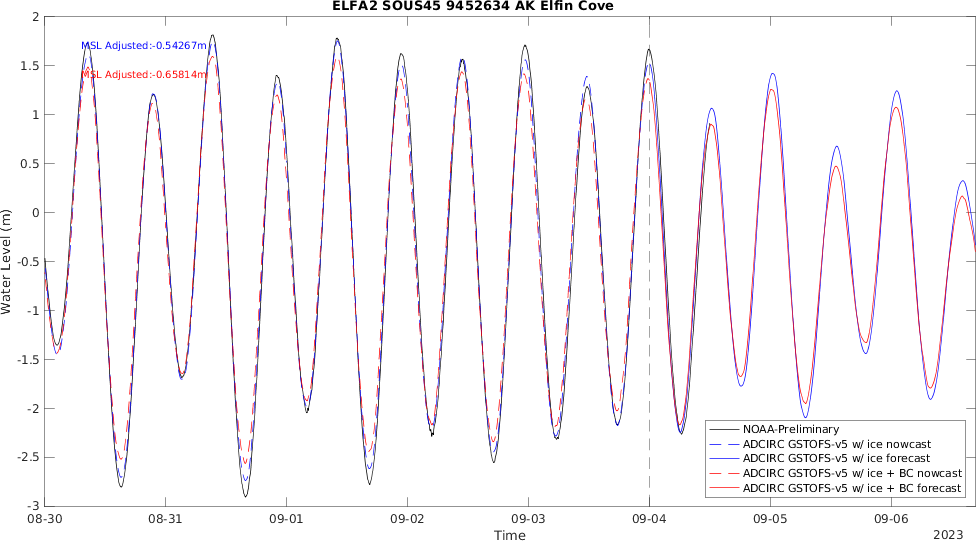 ELFA2 SOUS45 9452634 AK Elfin Cove
MSL Adjusted:-0.54267m
MSL Adjusted:-0.65814m
Water Level (m)
2
1.5
1
0.5
0
-0.5
-1
-1.5
-2
-2.5
-3
NOAA-Preliminary
ADCIRC GSTOFS-v5 w/ ice nowcast
ADCIRC GSTOFS-v5 w/ ice forecast
ADCIRC GSTOFS-v5 w/ ice + BC nowcast
ADCIRC GSTOFS-v5 w/ ice + BC forecast
08-30 08-31 09-01 09-02 09-03 09-04 09-05 09-06
Time
2023